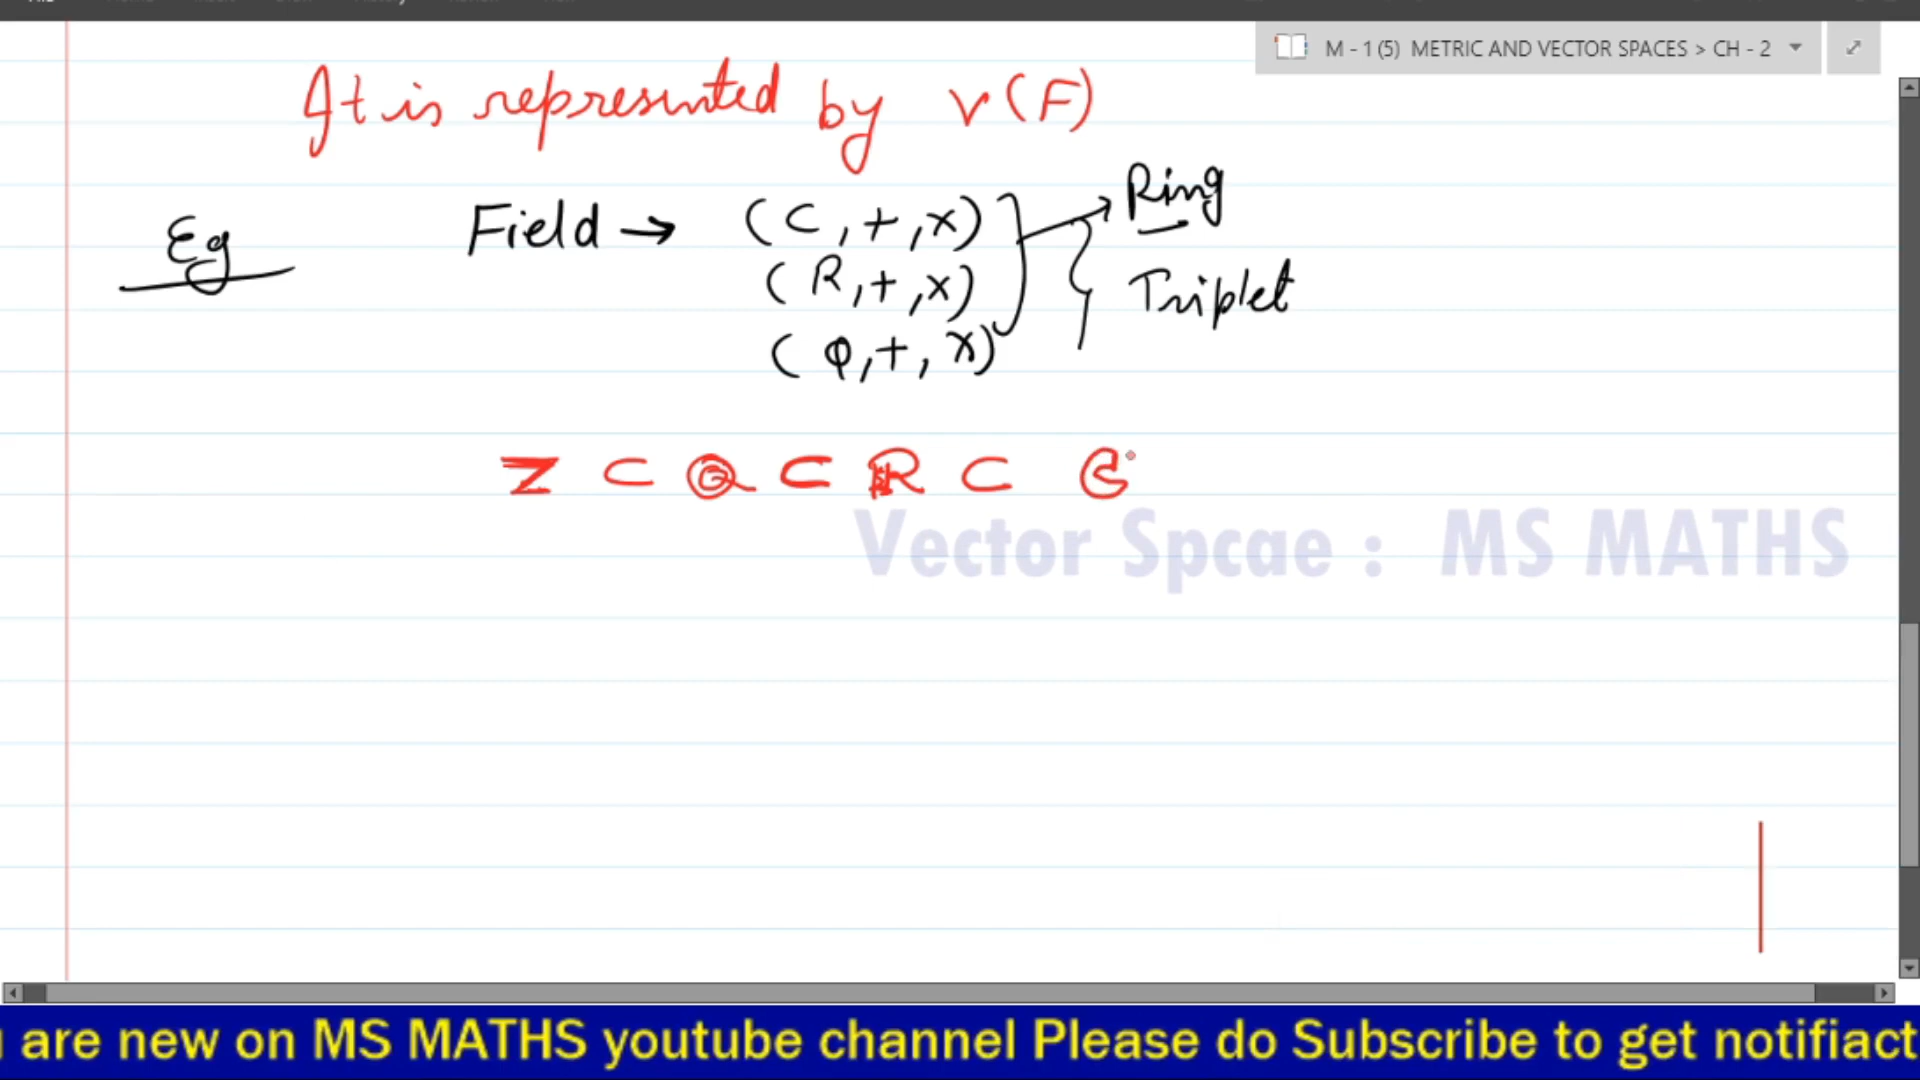 M - 1 (5) METRIC AND VECTOR SPACES > CH - 2
It is represented by V(F)
Eg Field → (C, +, x) Ring
(R, +, x) Triplet
(Q, +, x)
Z ⊂ Q ⊂ R ⊂ C
Vector Spcae : MS MATHS
are new on MS MATHS youtube channel Please do Subscribe to get notifiact